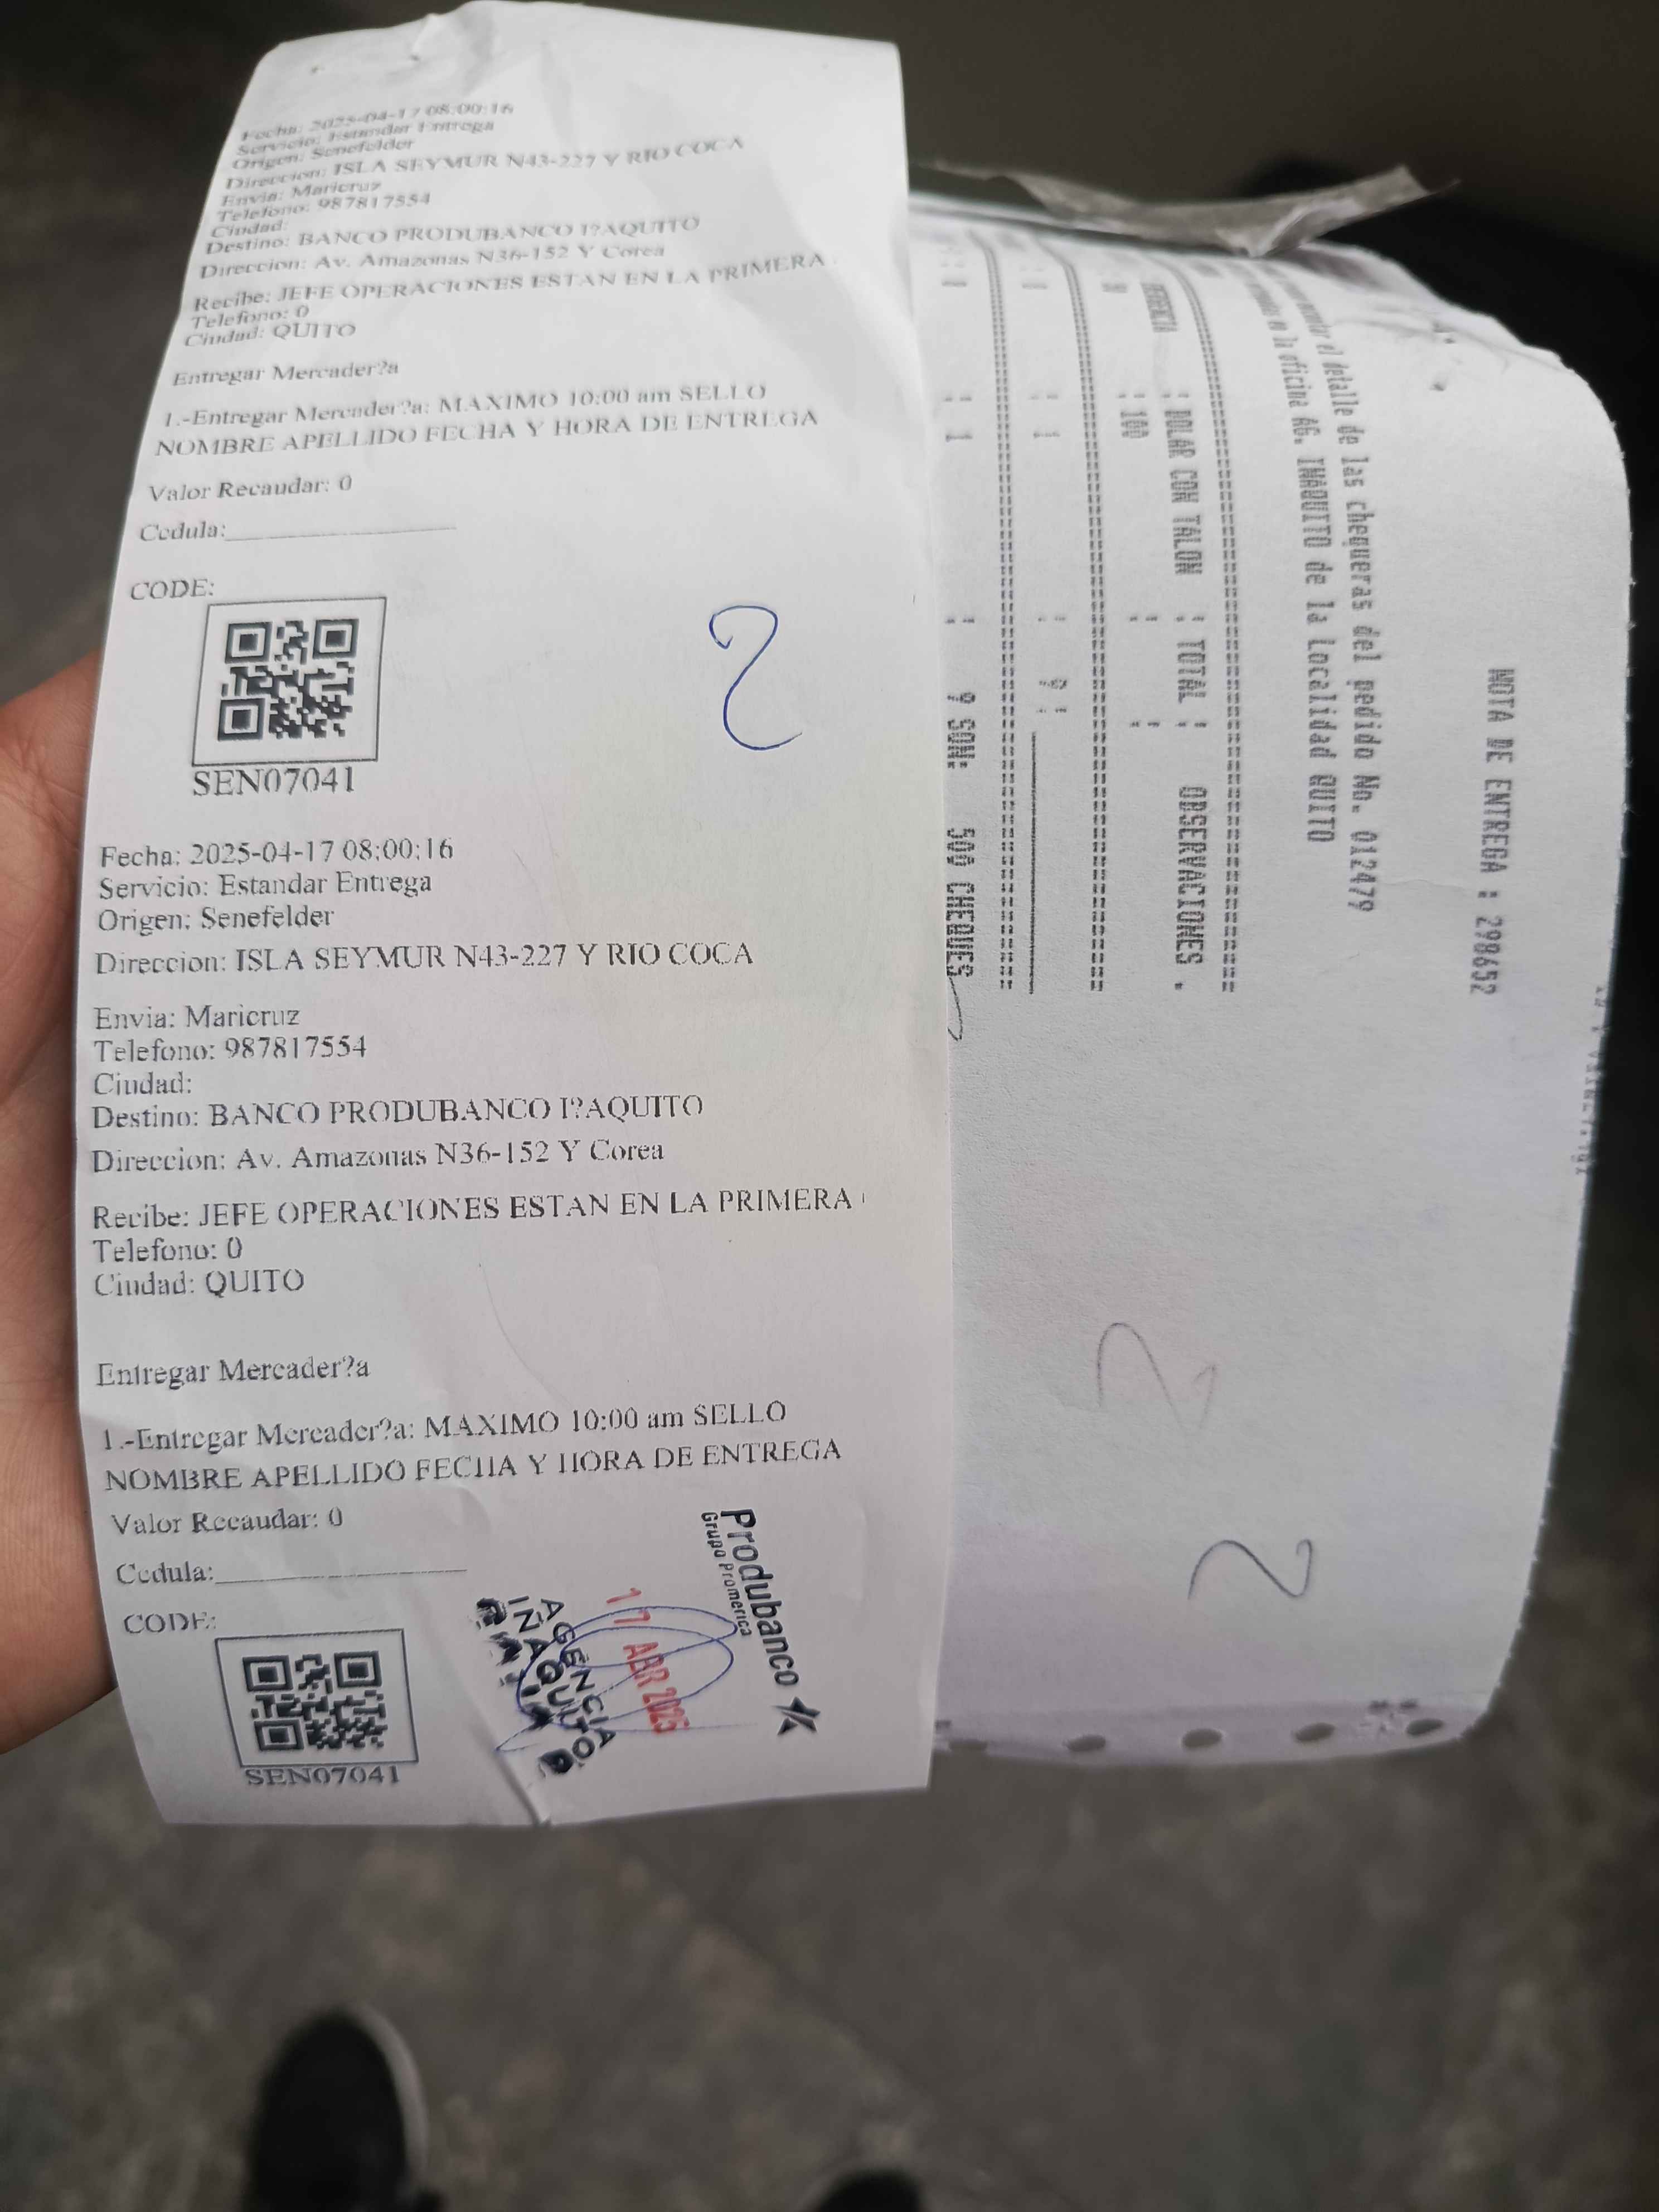 Fecha: 2025-04-17 08:00:16
Servicio: Estandar Entrega
Origen: Senefelder
Direccion: ISLA SEYMUR N43-227 Y RIO COCA
Envia: Maricruz
Telefono: 987817554
Ciudad:
Destino: BANCO PRODUBANCO I?AQUITO
Direccion: Av. Amazonas N36-152 Y Corea
Recibe: JEFE OPERACIONES ESTAN EN LA PRIMERA
Telefono: 0
Ciudad: QUITO
Entregar Mercader?a
1.-Entregar Mercader?a: MAXIMO 10:00 am SELLO
NOMBRE APELLIDO FECHA Y HORA DE ENTREGA
Valor Recaudar: 0
Cedula:
CODE:
2
SEN07041
Fecha: 2025-04-17 08:00:16
Servicio: Estandar Entrega
Origen: Senefelder
Direccion: ISLA SEYMUR N43-227 Y RIO COCA
Envia: Maricruz
Telefono: 987817554
Ciudad:
Destino: BANCO PRODUBANCO I?AQUITO
Direccion: Av. Amazonas N36-152 Y Corea
Recibe: JEFE OPERACIONES ESTAN EN LA PRIMERA
Telefono: 0
Ciudad: QUITO
Entregar Mercader?a
1.-Entregar Mercader?a: MAXIMO 10:00 am SELLO
NOMBRE APELLIDO FECHA Y HORA DE ENTREGA
Valor Recaudar: 0
Cedula:
CODE:
SEN07041
Produbanco
Grupo Promerica
17 ABR 2025
AGENCIA
IÑAQUITO
NOTA DE ENTREGA : 298652
el detalle de las chequeras del pedido No. 012479
en la oficina AG. INAQUITO de la Localidad QUITO
: DOLAR CON TALON : TOTAL : OBSERVACIONES .
: 100 : :
: 1 : 9 :
: 1 : 9 SON: 500 CHEQUES
2
2